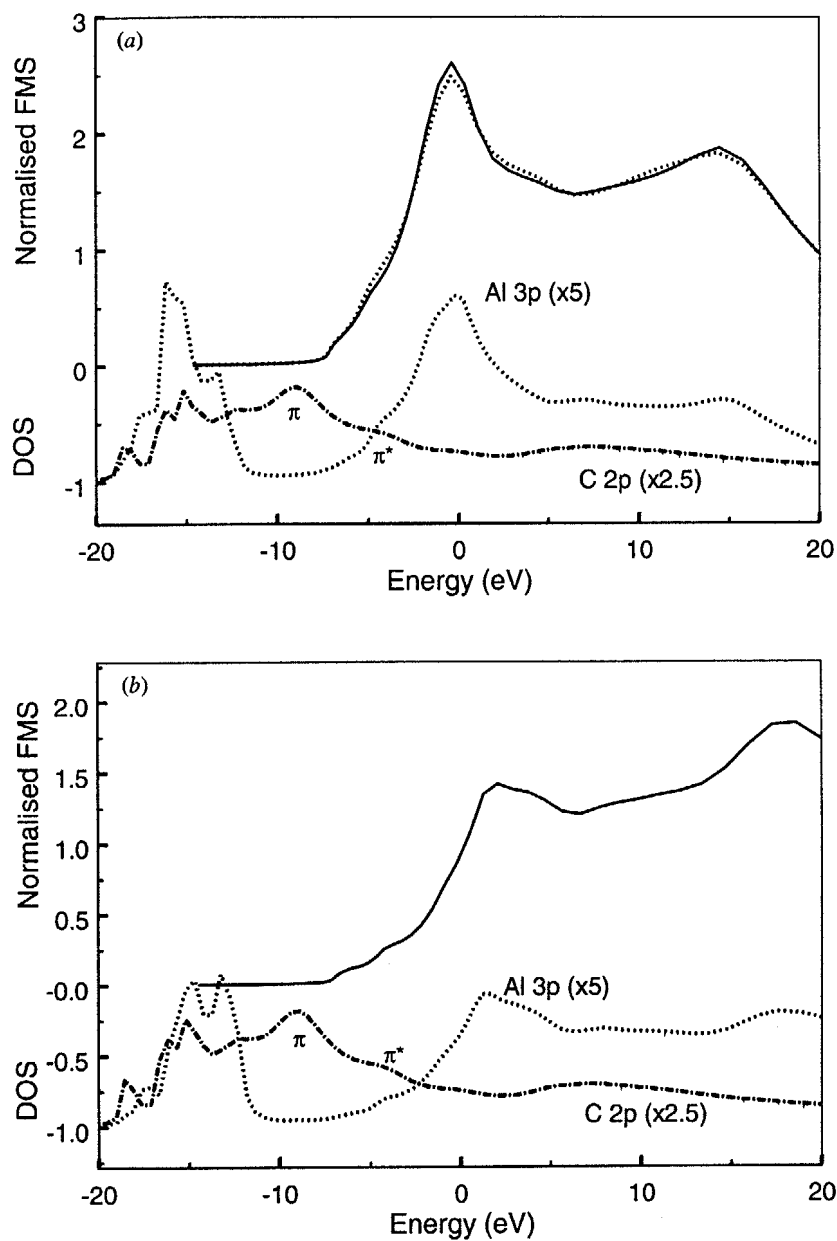 (a)
3
2
1
0
-1
Normalised FMS
DOS
Al 3p (x5)
π
π*
C 2p (x2.5)
-20
-10
0
10
20
Energy (eV)
(b)
2.0
1.5
1.0
0.5
-0.0
-0.5
-1.0
Normalised FMS
DOS
Al 3p (x5)
π
π*
C 2p (x2.5)
-20
-10
0
10
20
Energy (eV)